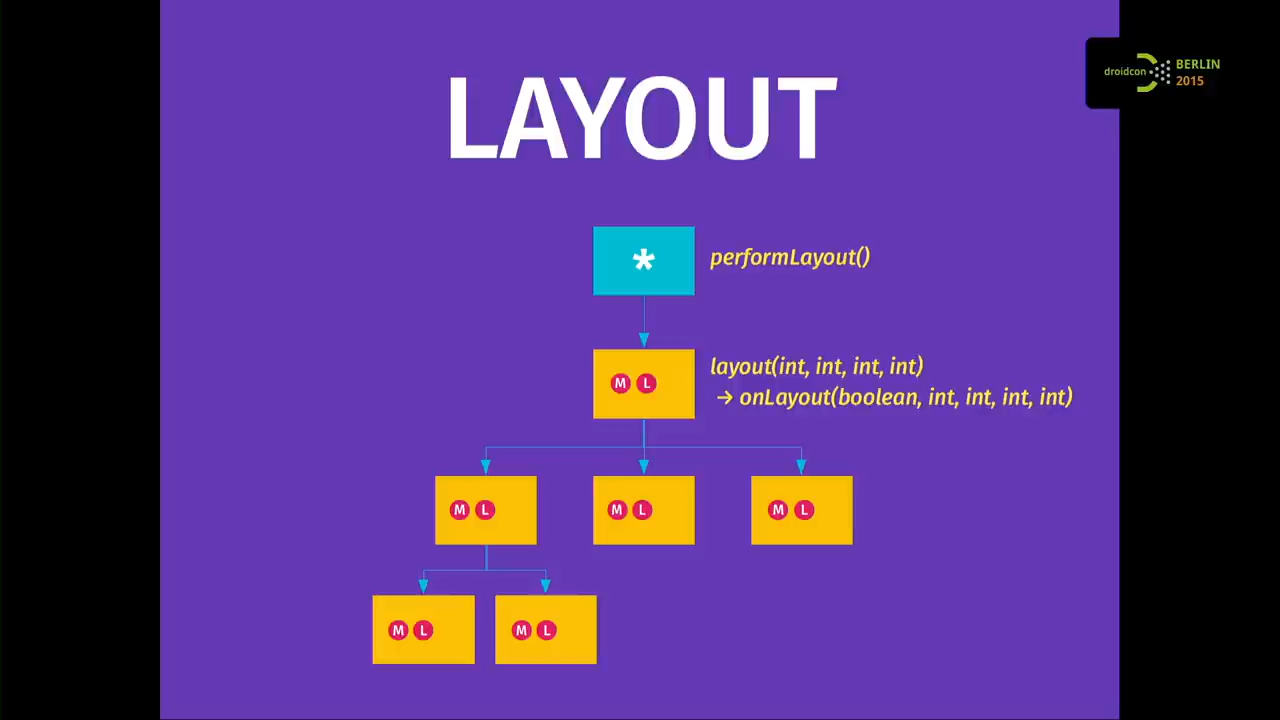 LAYOUT
droidcon
BERLIN
2015
*
performLayout()
M L
layout(int, int, int, int)
→ onLayout(boolean, int, int, int, int)
M L
M L
M L
M L
M L